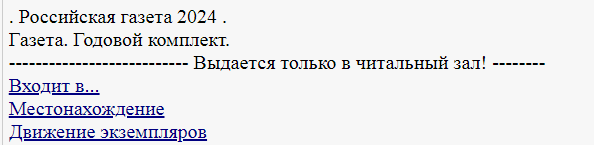 . Российская газета 2024 .
Газета. Годовой комплект.
--------------------------- Выдается только в читальный зал! --------
Входит в...
Местонахождение
Движение экземпляров